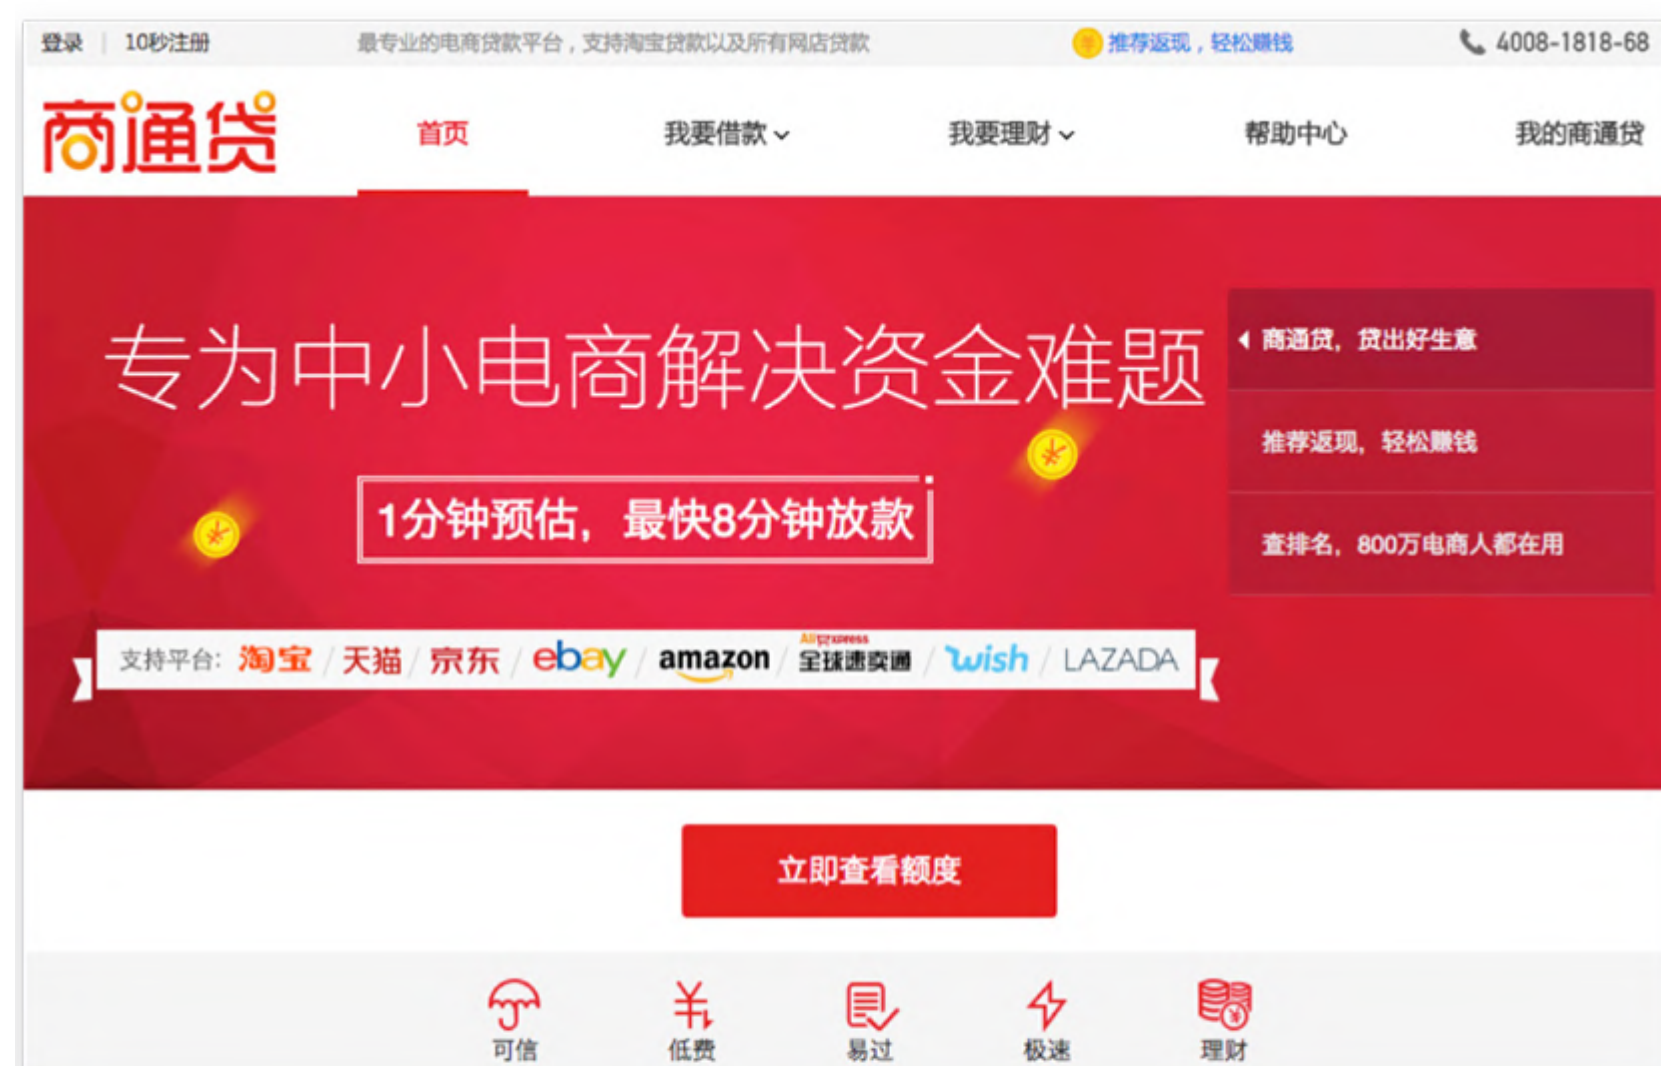 登录 | 10秒注册 最专业的电商贷款平台，支持淘宝贷款以及所有网店贷款 推荐返现，轻松赚钱 4008-1818-68
商通贷 首页 我要借款 我要理财 帮助中心 我的商通贷
专为中小电商解决资金难题
1分钟预估，最快8分钟放款
商通贷，贷出好生意
推荐返现，轻松赚钱
查排名，800万电商人都在用
支持平台: 淘宝 / 天猫 / 京东 / ebay / amazon / AliExpress 全球速卖通 / wish / LAZADA
立即查看额度
可信 低费 易过 极速 理财